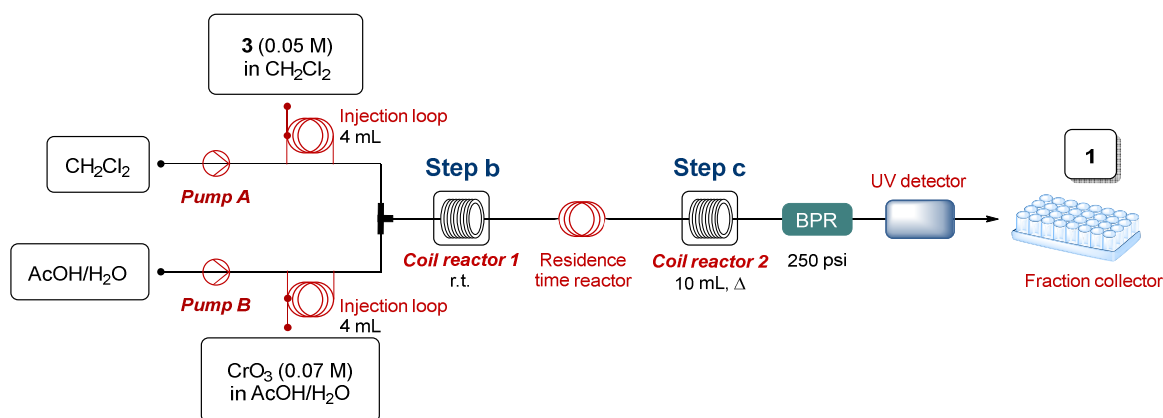 3 (0.05 M)
in CH₂Cl₂
Injection loop
4 mL
CH₂Cl₂
Pump A
Step b
Step c
1
UV detector
BPR
AcOH/H₂O
Pump B
Coil reactor 1
r.t.
Residence
time reactor
Coil reactor 2
10 mL, Δ
250 psi
Fraction collector
Injection loop
4 mL
CrO₃ (0.07 M)
in AcOH/H₂O